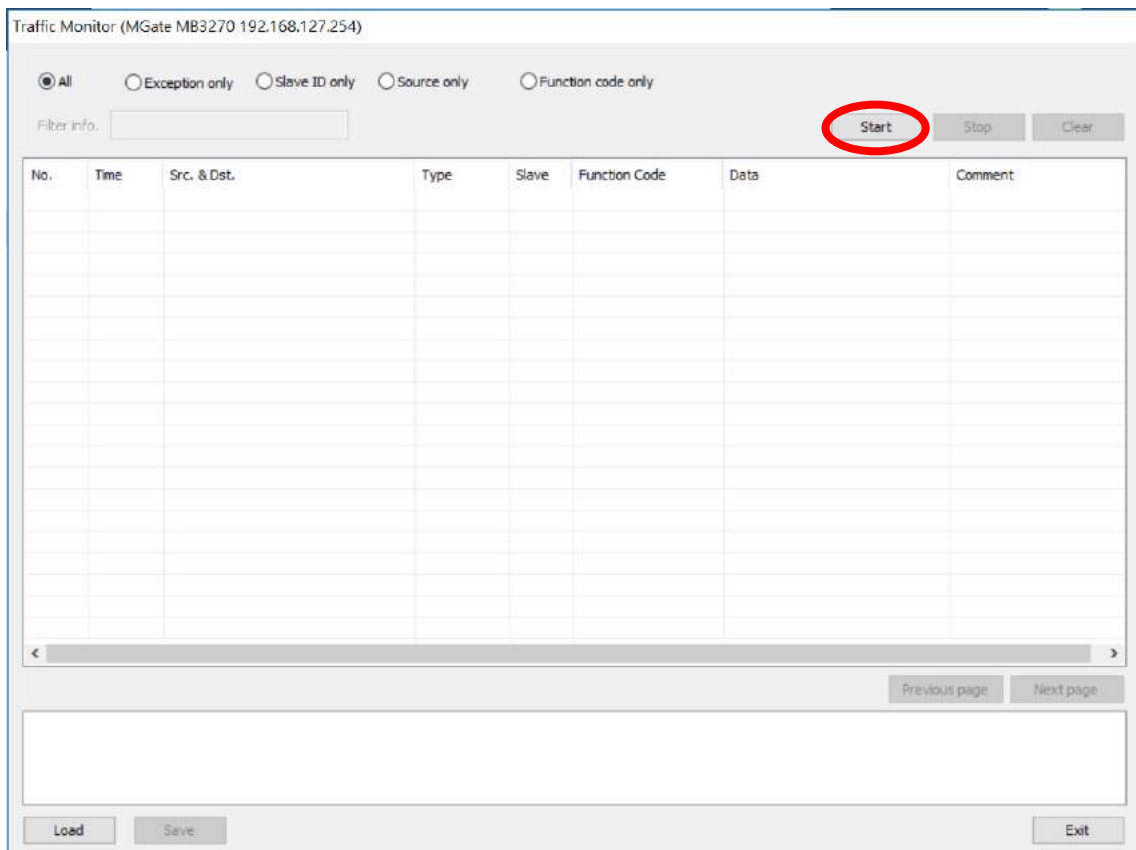 Traffic Monitor (MGate MB3270 192.168.127.254)
All Exception only Slave ID only Source only Function code only
Filter info. Start Stop Clear
No. Time Src. & Dst. Type Slave Function Code Data Comment
Previous page Next page
Load Save Exit